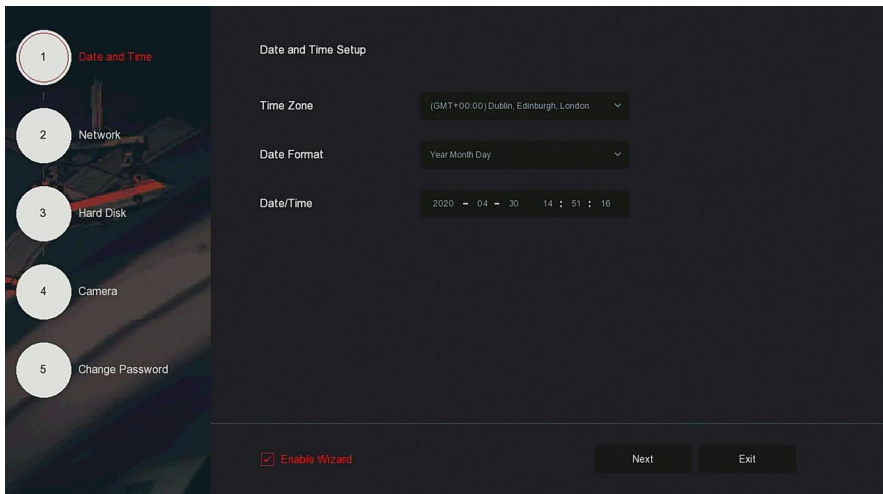 1 Date and Time
2 Network
3 Hard Disk
4 Camera
5 Change Password
Date and Time Setup
Time Zone (GMT+00:00) Dublin, Edinburgh, London
Date Format Year Month Day
Date/Time 2020 - 04 - 30 14 : 51 : 16
Enable Wizard Next Exit